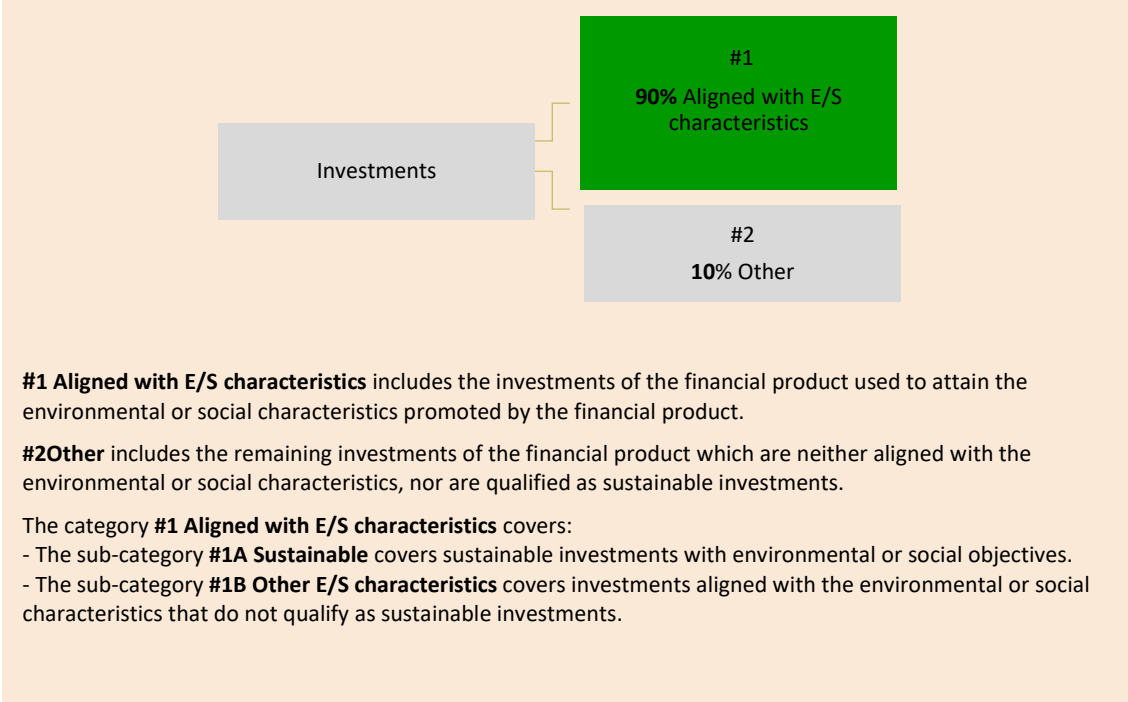 #1
90% Aligned with E/S
characteristics
Investments
#2
10% Other
#1 Aligned with E/S characteristics includes the investments of the financial product used to attain the
environmental or social characteristics promoted by the financial product.
#2Other includes the remaining investments of the financial product which are neither aligned with the
environmental or social characteristics, nor are qualified as sustainable investments.
The category #1 Aligned with E/S characteristics covers:
- The sub-category #1A Sustainable covers sustainable investments with environmental or social objectives.
- The sub-category #1B Other E/S characteristics covers investments aligned with the environmental or social
characteristics that do not qualify as sustainable investments.